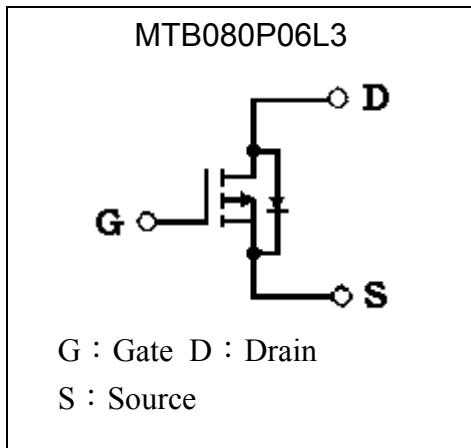 MTB080P06L3
D
G
S
G：Gate D：Drain
S：Source